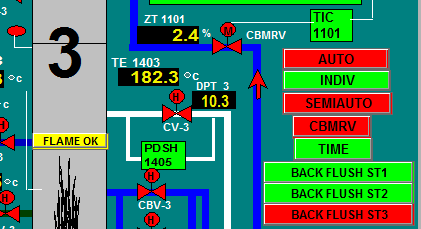 ZT 1101
2.4 %
M
CBMRV
TIC
1101
3
TE 1403
182.3 °c
°c
H
DPT 3
10.3
CV-3
AUTO
INDIV
SEMIAUTO
CBMRV
TIME
H
FLAME OK
PDSH
1405
H
CBV-3
°c
H
BACK FLUSH ST1
BACK FLUSH ST2
BACK FLUSH ST3